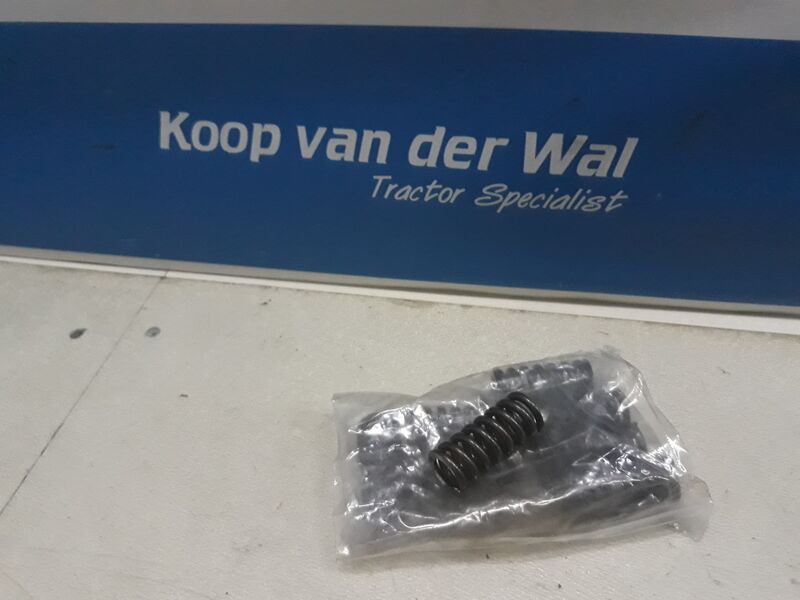 Koop van der Wal
Tractor Specialist